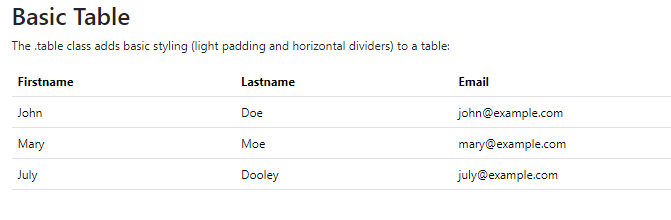 Basic Table
The .table class adds basic styling (light padding and horizontal dividers) to a table:
Firstname Lastname Email
John Doe john@example.com
Mary Moe mary@example.com
July Dooley july@example.com